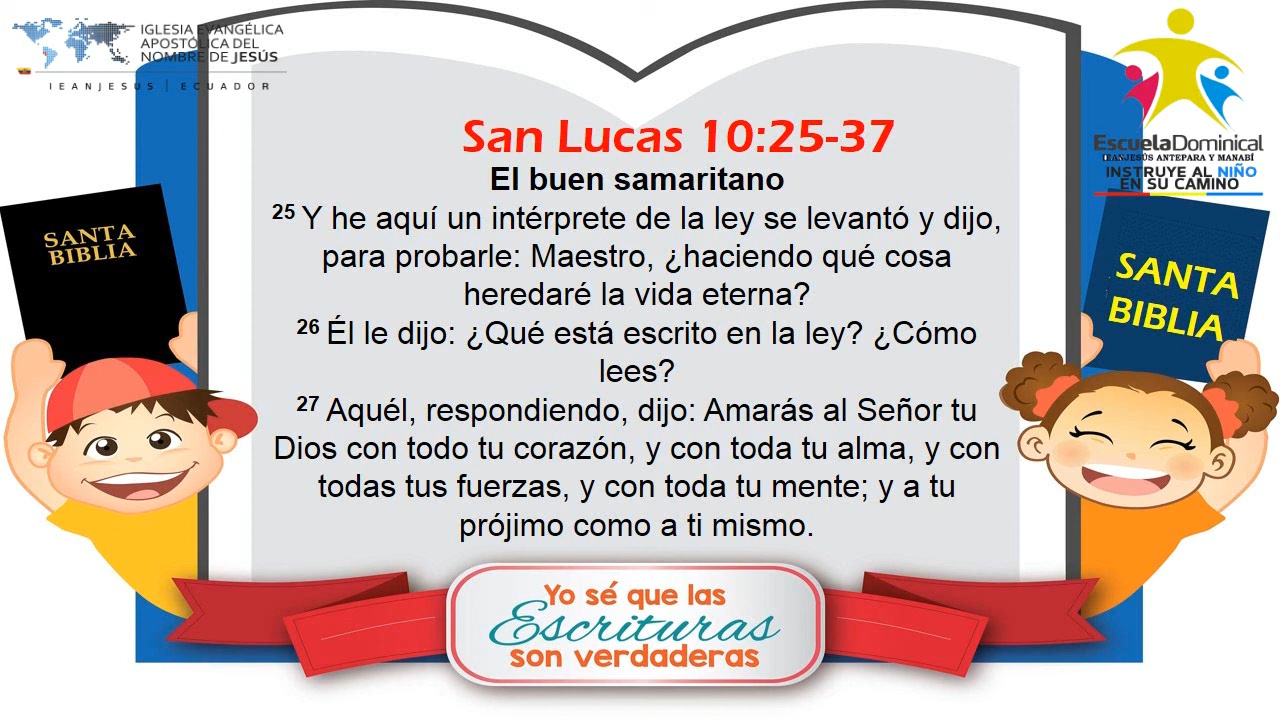 IGLESIA EVANGÉLICA
APOSTÓLICA DEL
NOMBRE DE JESÚS
IEANJESUS | ECUADOR
EscuelaDominical
IEANJESÚS ANTEPARA Y MANABÍ
INSTRUYE AL NIÑO
EN SU CAMINO
San Lucas 10:25-37
El buen samaritano
25 Y he aquí un intérprete de la ley se levantó y dijo,
para probarle: Maestro, ¿haciendo qué cosa
heredaré la vida eterna?
26 Él le dijo: ¿Qué está escrito en la ley? ¿Cómo
lees?
27 Aquél, respondiendo, dijo: Amarás al Señor tu
Dios con todo tu corazón, y con toda tu alma, y con
todas tus fuerzas, y con toda tu mente; y a tu
prójimo como a ti mismo.
SANTA
BIBLIA
SANTA
BIBLIA
Yo sé que las
Escrituras
son verdaderas